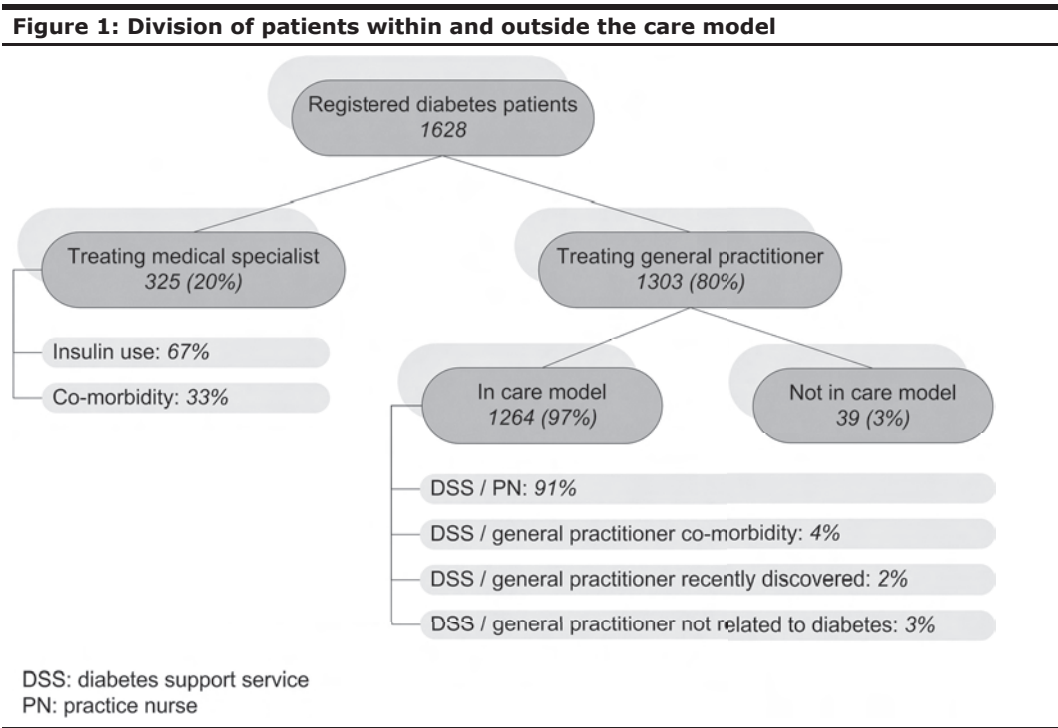 Figure 1: Division of patients within and outside the care model
Registered diabetes patients
1628
Treating medical specialist
325 (20%)
Treating general practitioner
1303 (80%)
Insulin use: 67%
Co-morbidity: 33%
In care model
1264 (97%)
Not in care model
39 (3%)
DSS / PN: 91%
DSS / general practitioner co-morbidity: 4%
DSS / general practitioner recently discovered: 2%
DSS / general practitioner not related to diabetes: 3%
DSS: diabetes support service
PN: practice nurse